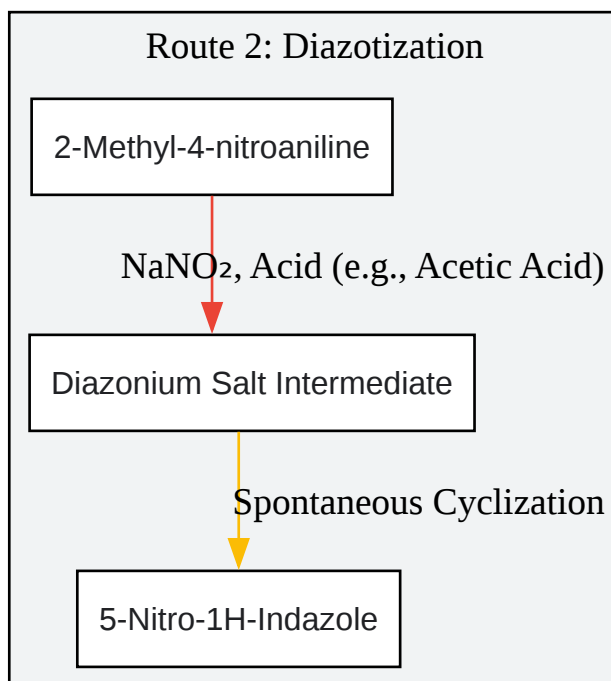 Route 2: Diazotization
2-Methyl-4-nitroaniline
NaNO₂, Acid (e.g., Acetic Acid)
Diazonium Salt Intermediate
Spontaneous Cyclization
5-Nitro-1H-Indazole